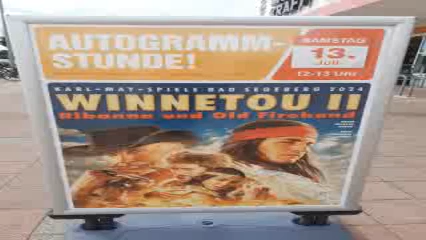 AUTOGRAMM-
STUNDE!
SAMSTAG
13.
JULI
12-13 UHR
KARL-MAY-SPIELE BAD SEGEBERG 2024
WINNETOU II
Ribanna und Old Firehand